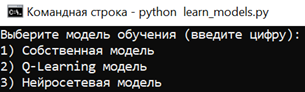 Командная строка - python learn_models.py
Выберите модель обучения (введите цифру):
1) Собственная модель
2) Q-Learning модель
3) Нейросетевая модель